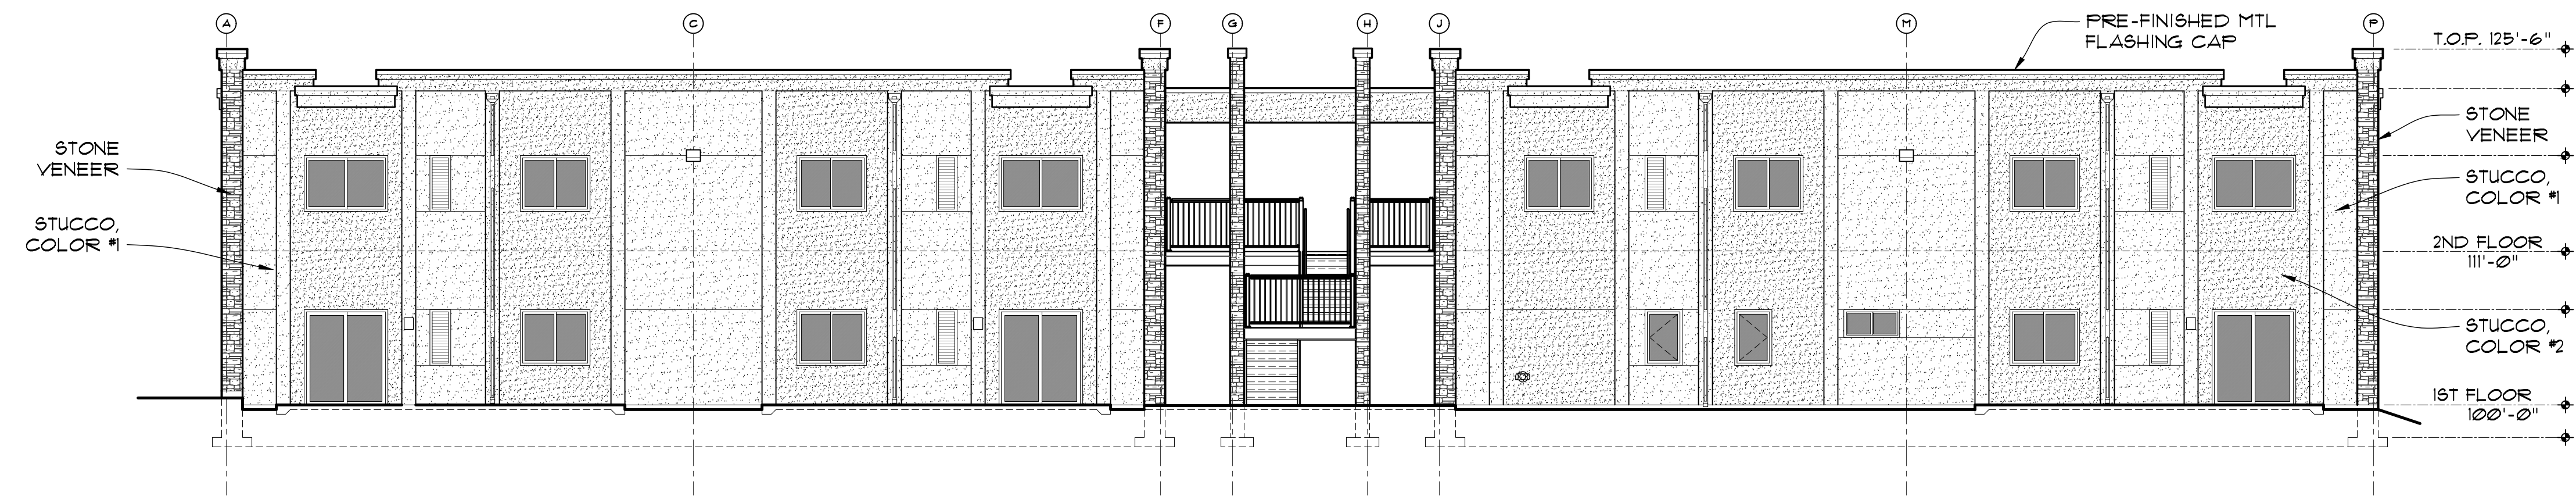 A C F G H J M P
PRE-FINISHED MTL
FLASHING CAP
T.O.P. 125'-6"
STONE
VENEER
STUCCO,
COLOR #1
STONE
VENEER
STUCCO,
COLOR #1
2ND FLOOR
111'-0"
STUCCO,
COLOR #2
1ST FLOOR
100'-0"